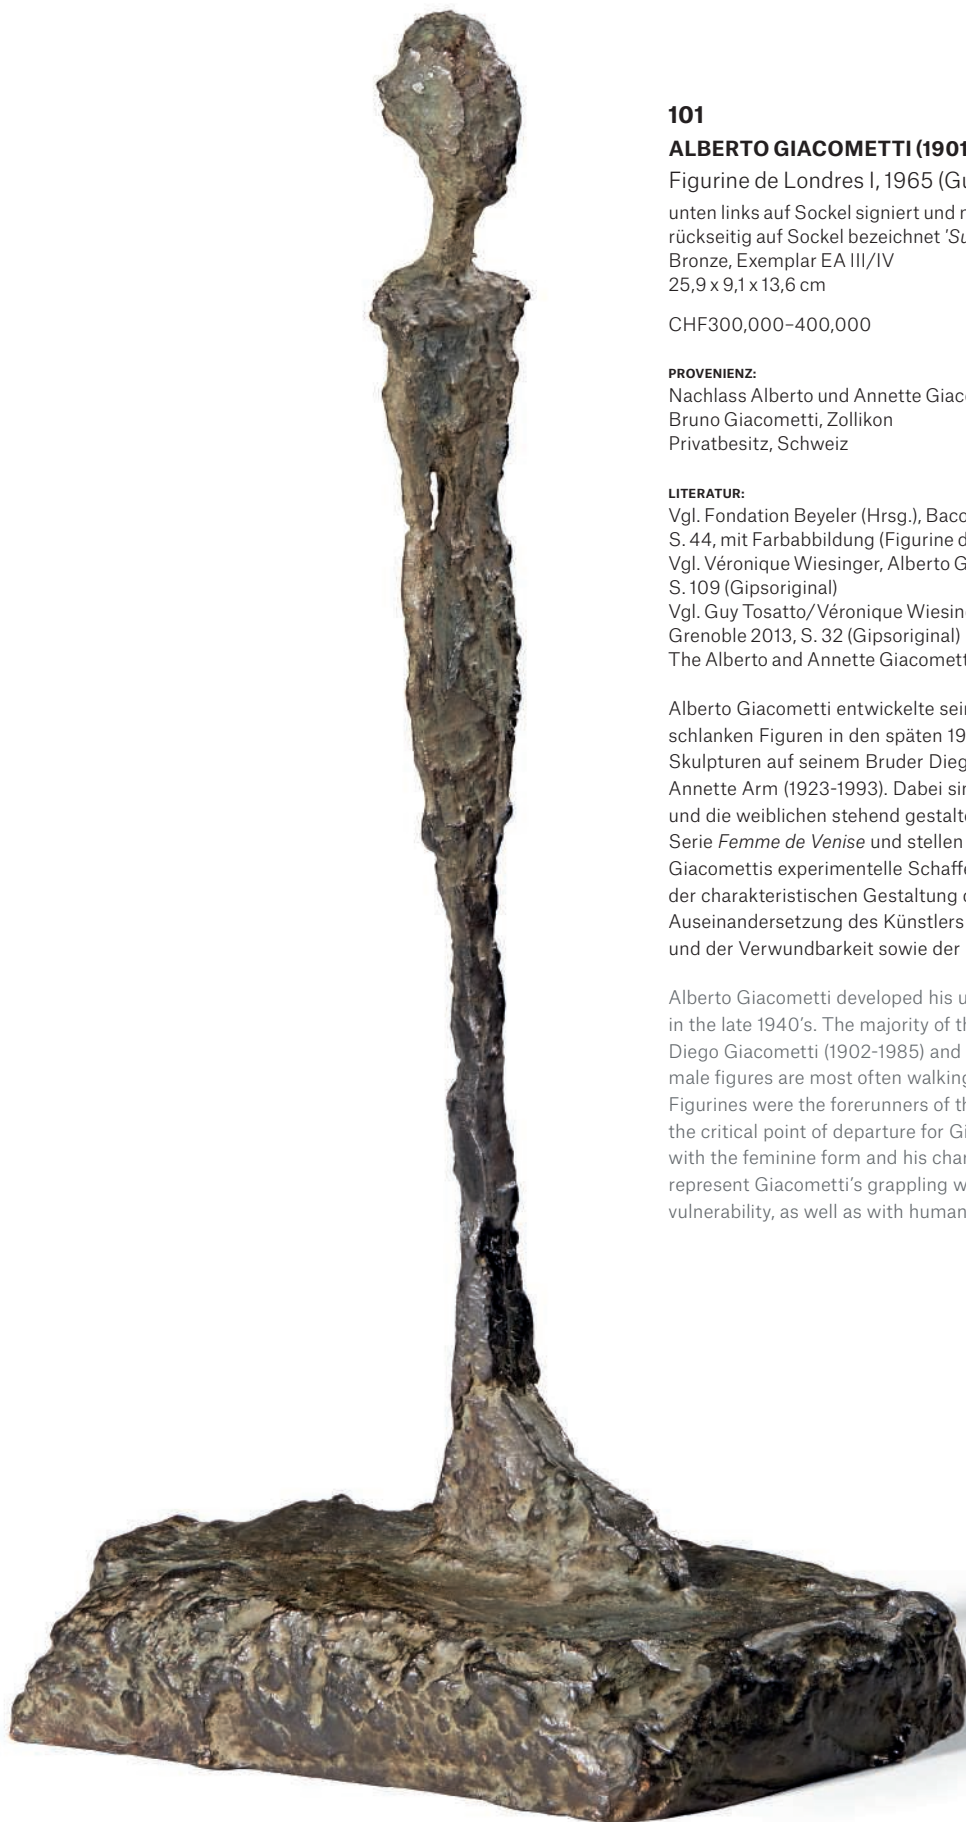 101
ALBERTO GIACOMETTI (1901
Figurine de Londres I, 1965 (Gu
unten links auf Sockel signiert und n
rückseitig auf Sockel bezeichnet 'Su
Bronze, Exemplar EA III/IV
25,9 x 9,1 x 13,6 cm
CHF300,000–400,000
PROVENIENZ:
Nachlass Alberto und Annette Giaco
Bruno Giacometti, Zollikon
Privatbesitz, Schweiz
LITERATUR:
Vgl. Fondation Beyeler (Hrsg.), Baco
S. 44, mit Farbabbildung (Figurine d
Vgl. Véronique Wiesinger, Alberto G
S. 109 (Gipsoriginal)
Vgl. Guy Tosatto/Véronique Wiesin
Grenoble 2013, S. 32 (Gipsoriginal)
The Alberto and Annette Giacomett
Alberto Giacometti entwickelte sein
schlanken Figuren in den späten 19
Skulpturen auf seinem Bruder Dieg
Annette Arm (1923-1993). Dabei sin
und die weiblichen stehend gestalte
Serie Femme de Venise und stellen
Giacomettis experimentelle Schaffe
der charakteristischen Gestaltung d
Auseinandersetzung des Künstlers
und der Verwundbarkeit sowie der
Alberto Giacometti developed his u
in the late 1940's. The majority of th
Diego Giacometti (1902-1985) and
male figures are most often walking
Figurines were the forerunners of th
the critical point of departure for Gi
with the feminine form and his char
represent Giacometti's grappling w
vulnerability, as well as with human